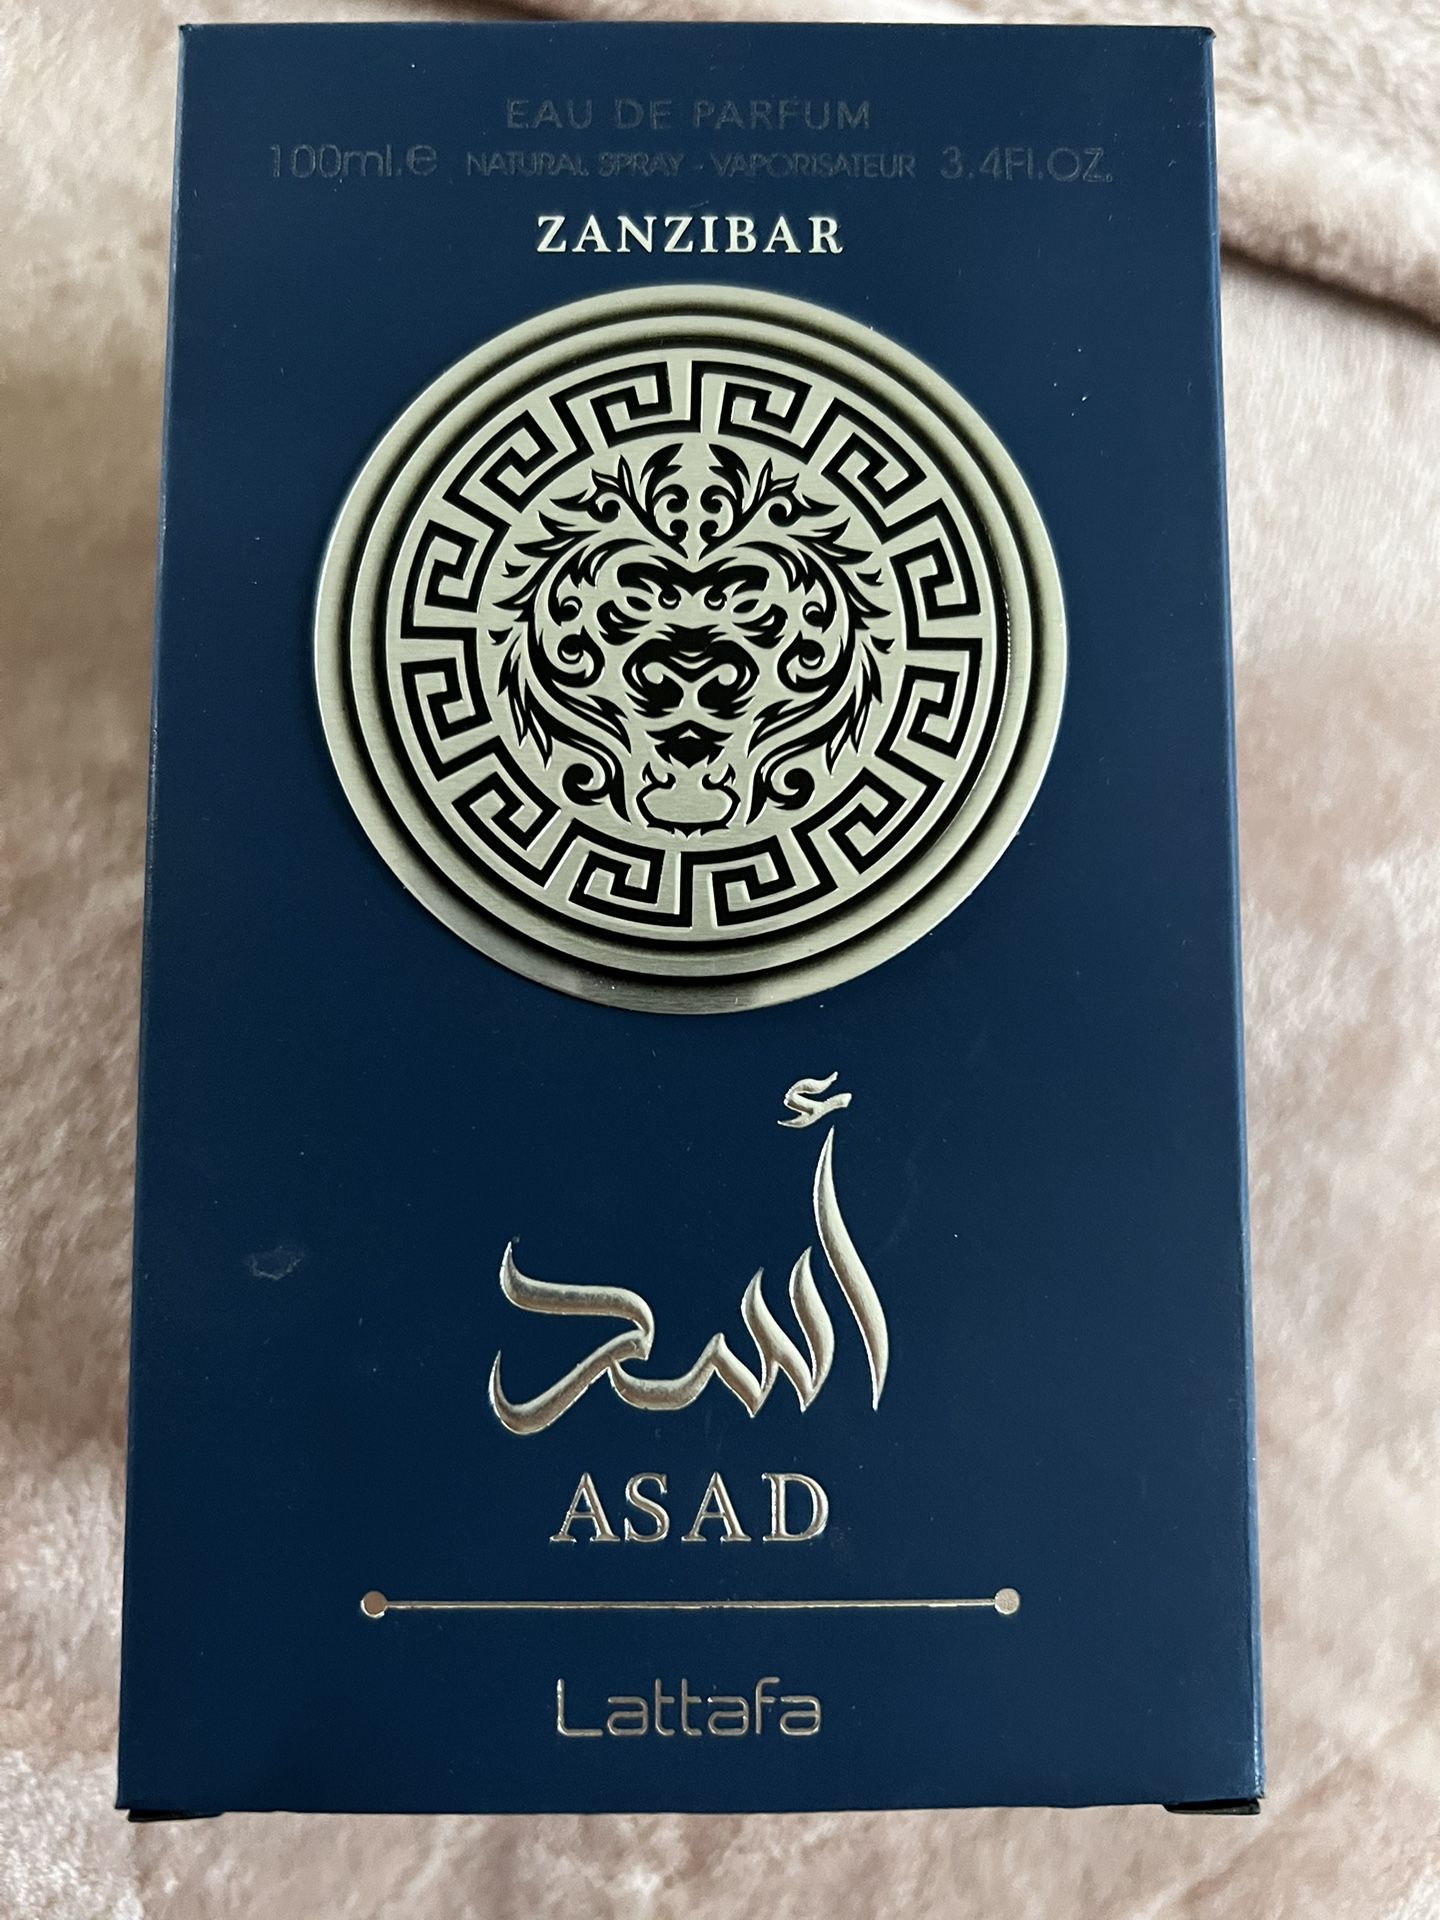 EAU DE PARFUM
100ml.e NATURAL SPRAY - VAPORISATEUR 3.4Fl.OZ.
ZANZIBAR
أسد
ASAD
Lattafa